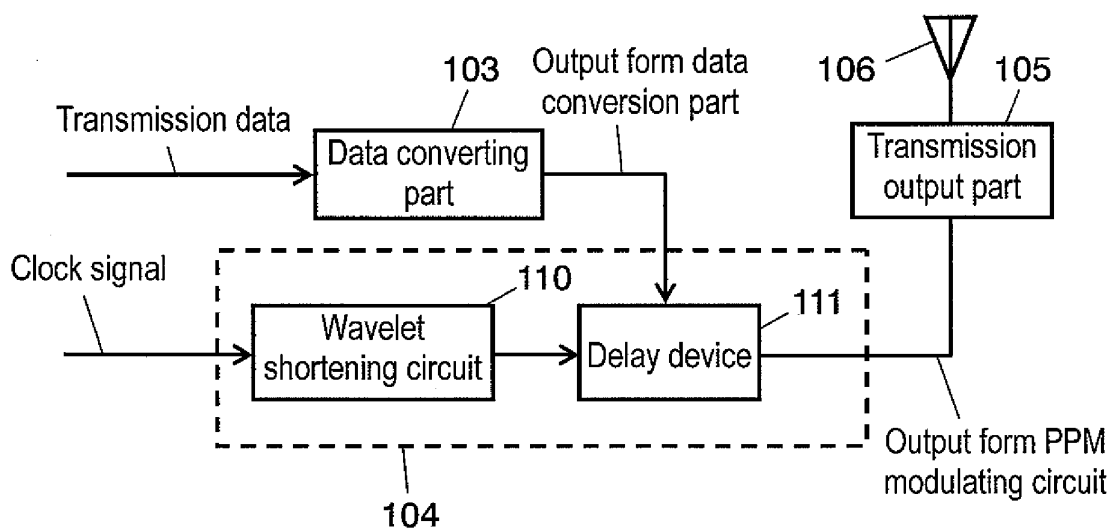 103
Output form data
conversion part
106
105
Transmission data
Data converting
part
Transmission
output part
Clock signal
110
111
Wavelet
shortening circuit
Delay device
104
Output form PPM
modulating circuit